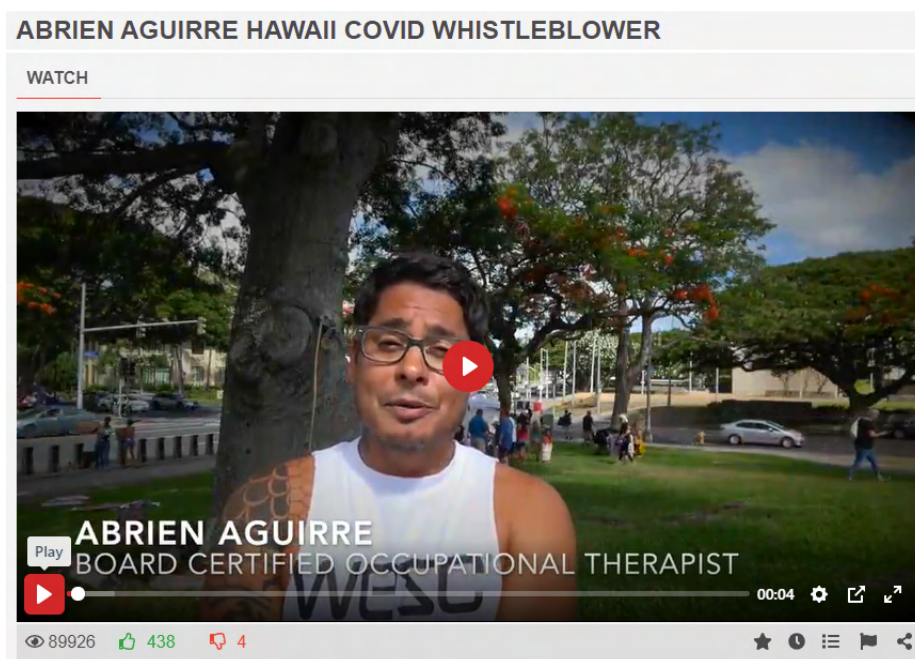 ABRIEN AGUIRRE HAWAII COVID WHISTLEBLOWER
WATCH
ABRIEN AGUIRRE
Play
BOARD CERTIFIED OCCUPATIONAL THERAPIST
00:04
89926 438 4